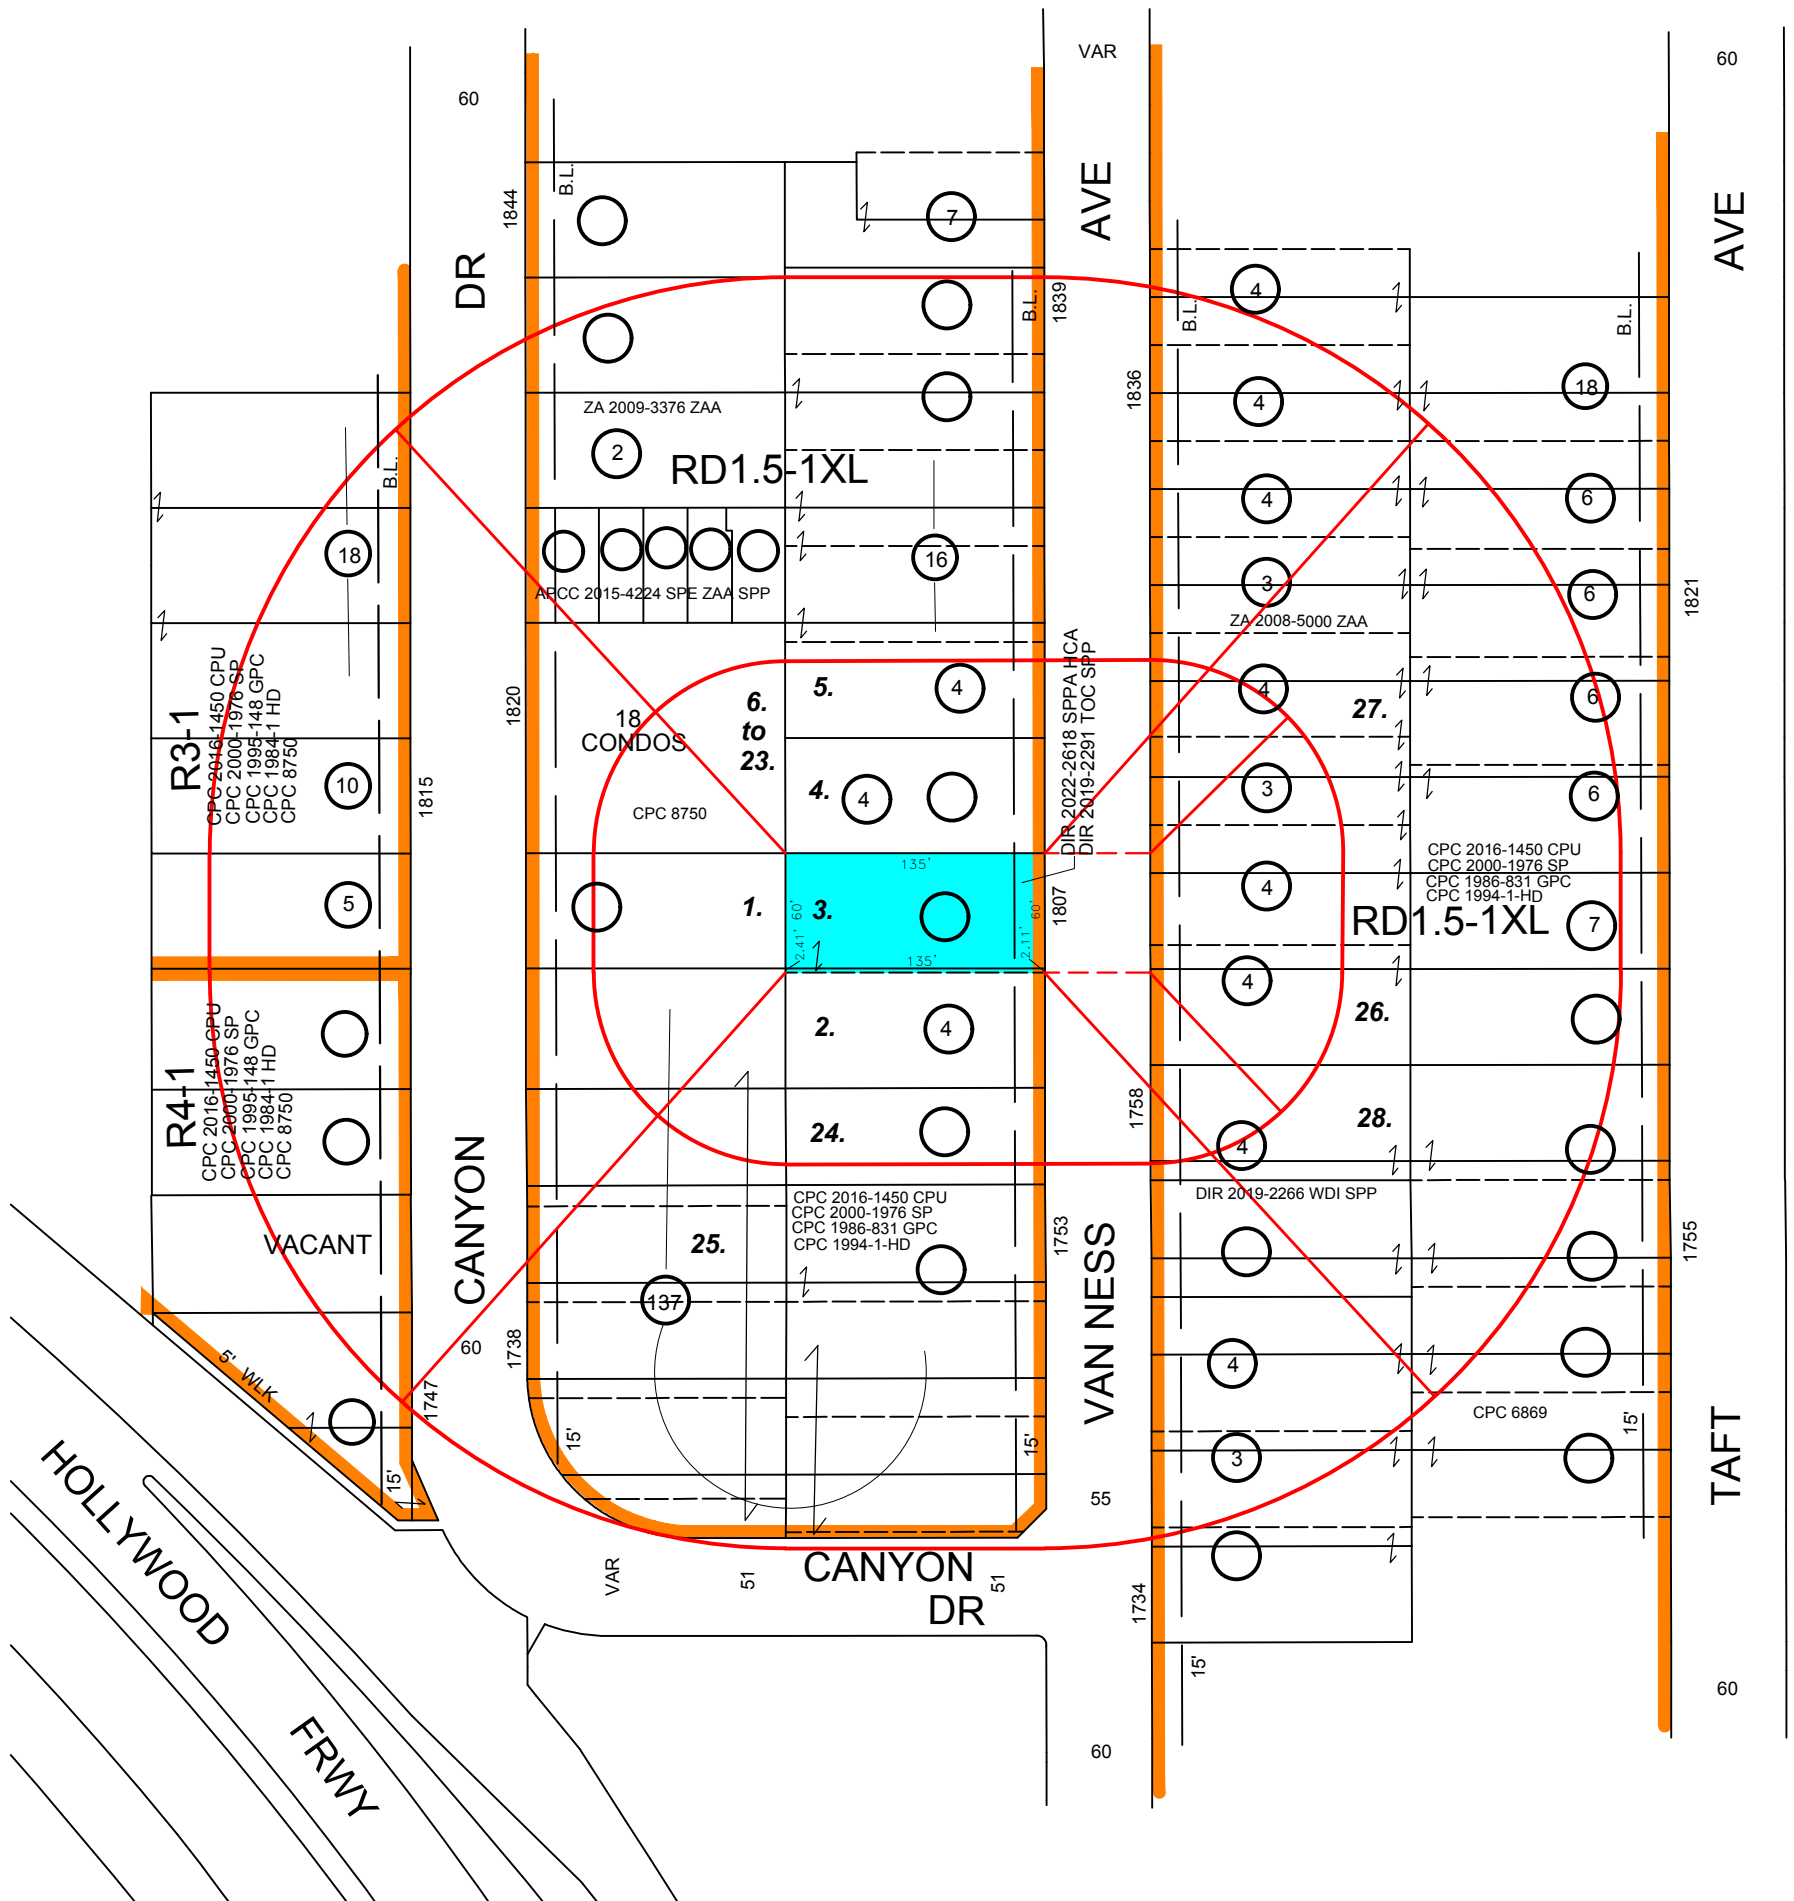 VAR
60
60
AVE
AVE
DR
1844
B.L.
7
1839
B.L.
4
B.L.
B.L.
ZA 2009-3376 ZAA
2
RD1.5-1XL
1836
4
18
B.L.
18
16
4
6
APCC 2015-4224 SPE ZAA SPP
3
ZA 2008-5000 ZAA
6
1821
R3-1
CPC 2016-1450 CPU
CPC 2000-1976 SP
CPC 1995-148 GPC
CPC 1984-1 HD
CPC 8750
10
1815
1820
18
CONDOS
CPC 8750
6.
to
23.
5.
4
4.
4
DIR 2022-2618 SPPA HCA
DIR 2019-2291 TOC SPP
4
27.
6
3
6
5
1.
3.
135'
2.41' 60'
2.11' 60'
135'
1807
4
CPC 2016-1450 CPU
CPC 2000-1976 SP
CPC 1986-831 GPC
CPC 1994-1-HD
RD1.5-1XL
7
R4-1
CPC 2016-1450 CPU
CPC 2000-1976 SP
CPC 1995-148 GPC
CPC 1984-1 HD
CPC 8750
2.
4
4
26.
1758
24.
4
28.
VACANT
CANYON
25.
CPC 2016-1450 CPU
CPC 2000-1976 SP
CPC 1986-831 GPC
CPC 1994-1-HD
1753
DIR 2019-2266 WDI SPP
1755
137
60
1738
5' WLK
1747
VAN NESS
4
CPC 6869
15'
15'
15'
15'
3
TAFT
55
HOLLYWOOD
FRWY
VAR
51
CANYON
DR
51
1734
15'
60
60